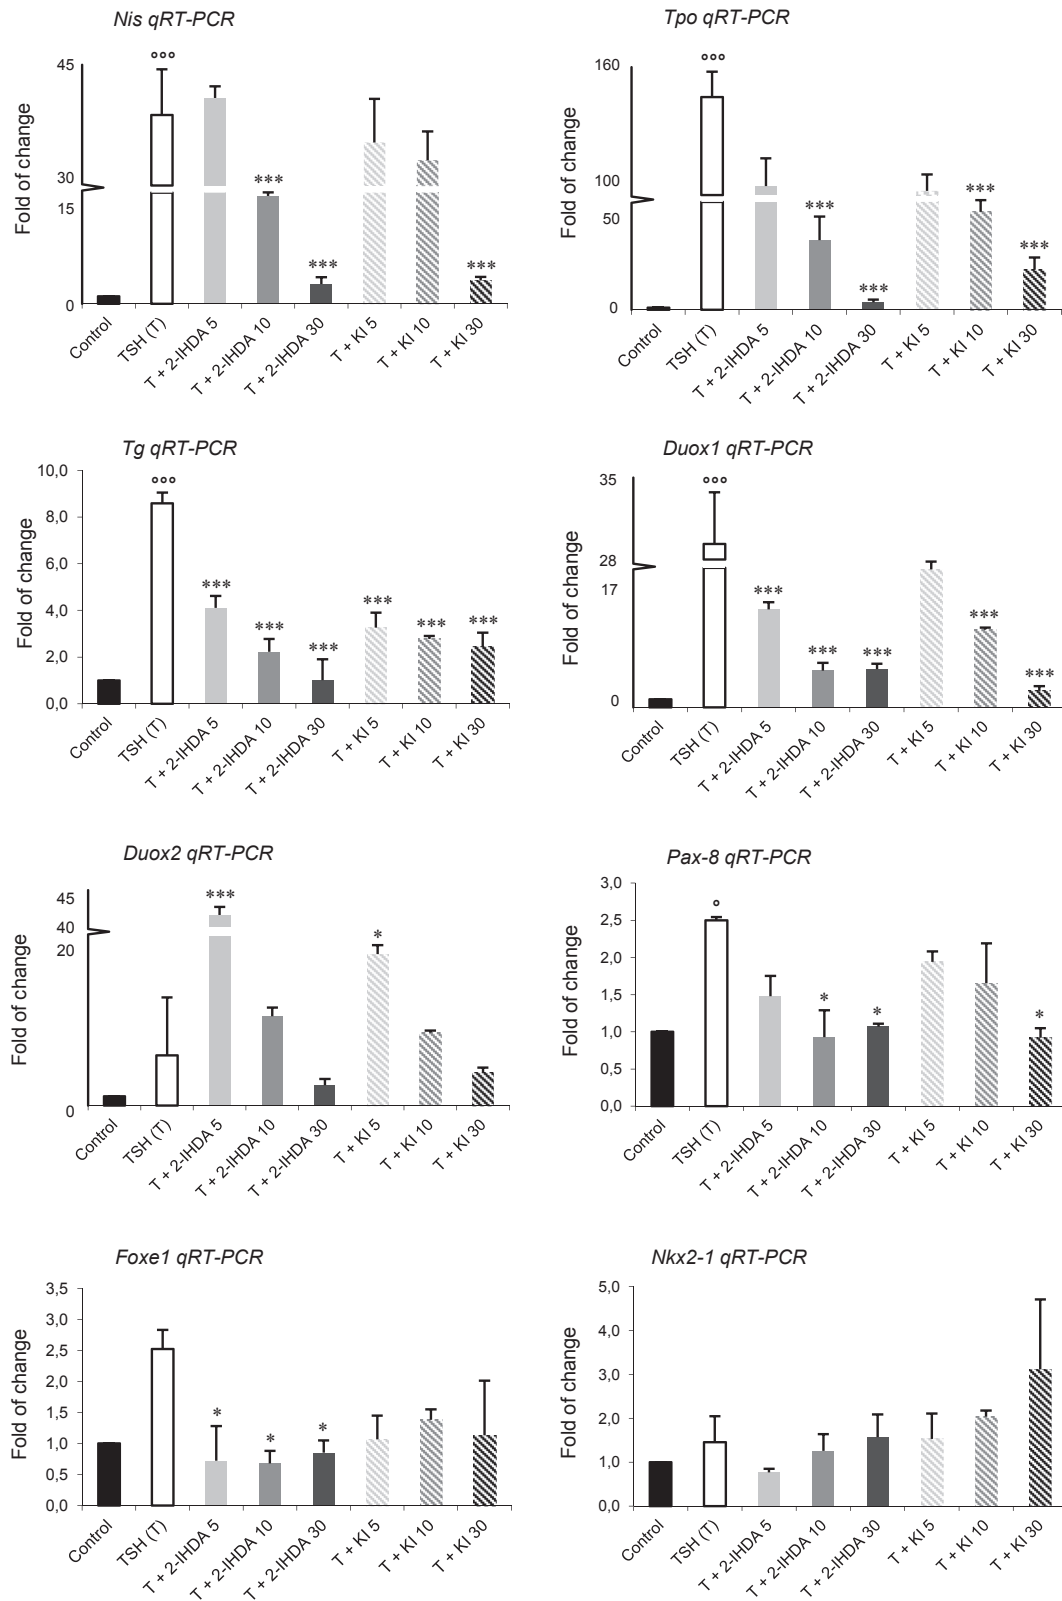 Nis qRT-PCR
°°°
45
30
15
0
Fold of change
***
***
***
Control
TSH (T)
T + 2-IHDA 5
T + 2-IHDA 10
T + 2-IHDA 30
T + KI 5
T + KI 10
T + KI 30
Tpo qRT-PCR
°°°
160
100
50
0
Fold of change
***
***
***
***
Control
TSH (T)
T + 2-IHDA 5
T + 2-IHDA 10
T + 2-IHDA 30
T + KI 5
T + KI 10
T + KI 30
Tg qRT-PCR
10,0
8,0
6,0
4,0
2,0
0,0
Fold of change
°°°
***
***
***
***
***
***
Control
TSH (T)
T + 2-IHDA 5
T + 2-IHDA 10
T + 2-IHDA 30
T + KI 5
T + KI 10
T + KI 30
Duox1 qRT-PCR
35
28
17
0
Fold of change
°°°
***
***
***
***
***
Control
TSH (T)
T + 2-IHDA 5
T + 2-IHDA 10
T + 2-IHDA 30
T + KI 5
T + KI 10
T + KI 30
Duox2 qRT-PCR
45
40
20
0
Fold of change
***
*
Control
TSH (T)
T + 2-IHDA 5
T + 2-IHDA 10
T + 2-IHDA 30
T + KI 5
T + KI 10
T + KI 30
Pax-8 qRT-PCR
3,0
2,5
2,0
1,5
1,0
0,5
0,0
Fold of change
°
*
*
*
Control
TSH (T)
T + 2-IHDA 5
T + 2-IHDA 10
T + 2-IHDA 30
T + KI 5
T + KI 10
T + KI 30
Foxe1 qRT-PCR
3,5
3,0
2,5
2,0
1,5
1,0
0,5
0,0
Fold of change
*
*
*
Control
TSH (T)
T + 2-IHDA 5
T + 2-IHDA 10
T + 2-IHDA 30
T + KI 5
T + KI 10
T + KI 30
Nkx2-1 qRT-PCR
5,0
4,0
3,0
2,0
1,0
0,0
Fold of change
Control
TSH (T)
T + 2-IHDA 5
T + 2-IHDA 10
T + 2-IHDA 30
T + KI 5
T + KI 10
T + KI 30